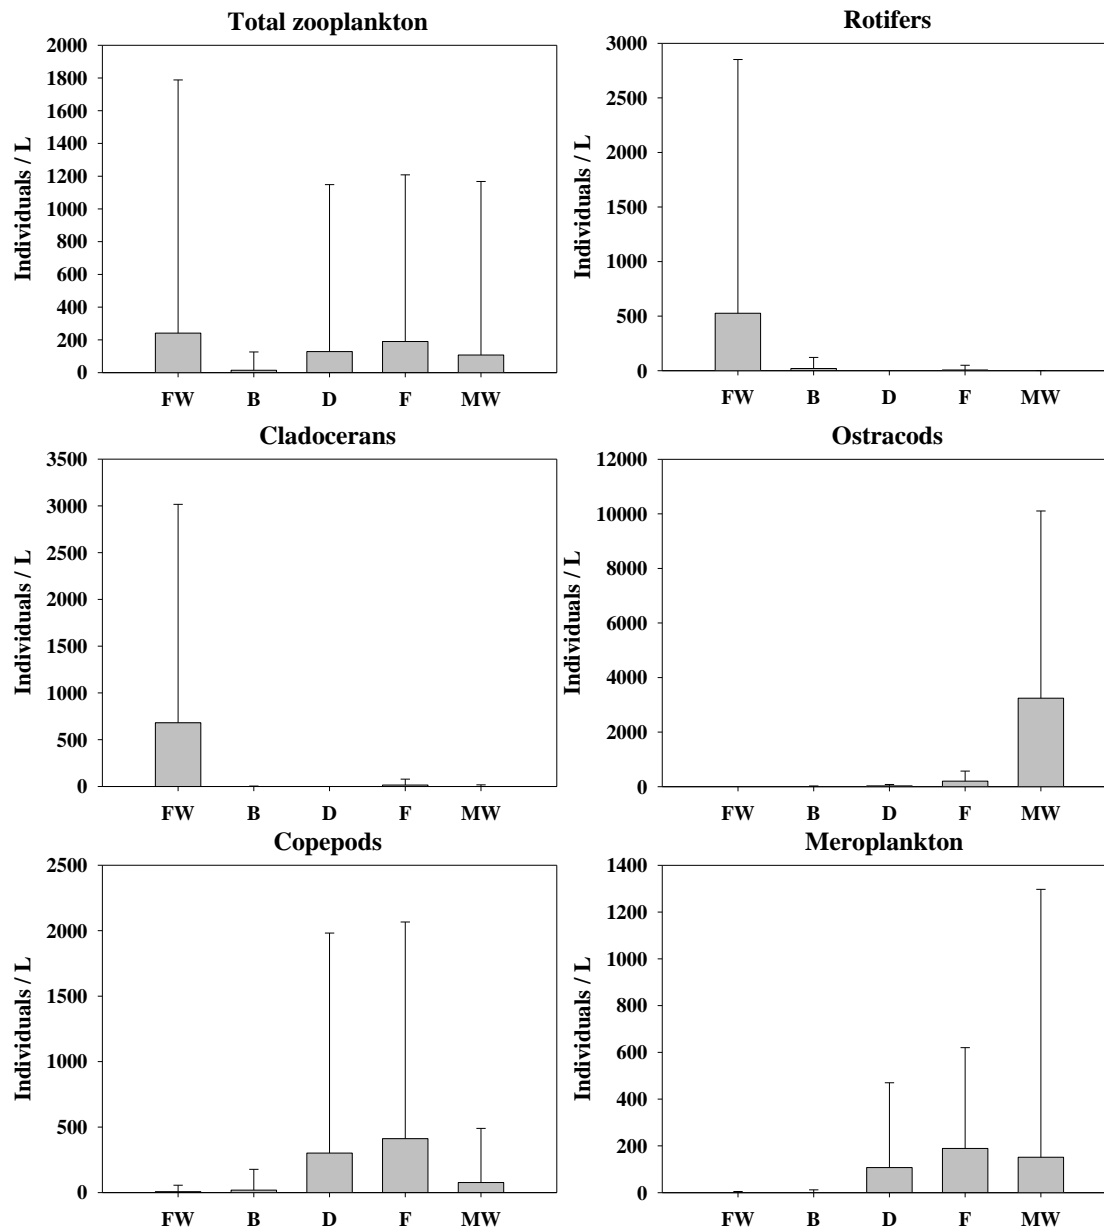 Total zooplankton
2000
1800
1600
1400
1200
1000
800
600
400
200
0
Individuals / L
FW B D F MW
Rotifers
3000
2500
2000
1500
1000
500
0
Individuals / L
FW B D F MW
Cladocerans
3500
3000
2500
2000
1500
1000
500
0
Individuals / L
FW B D F MW
Ostracods
12000
10000
8000
6000
4000
2000
0
Individuals / L
FW B D F MW
Copepods
2500
2000
1500
1000
500
0
Individuals / L
FW B D F MW
Meroplankton
1400
1200
1000
800
600
400
200
0
Individuals / L
FW B D F MW